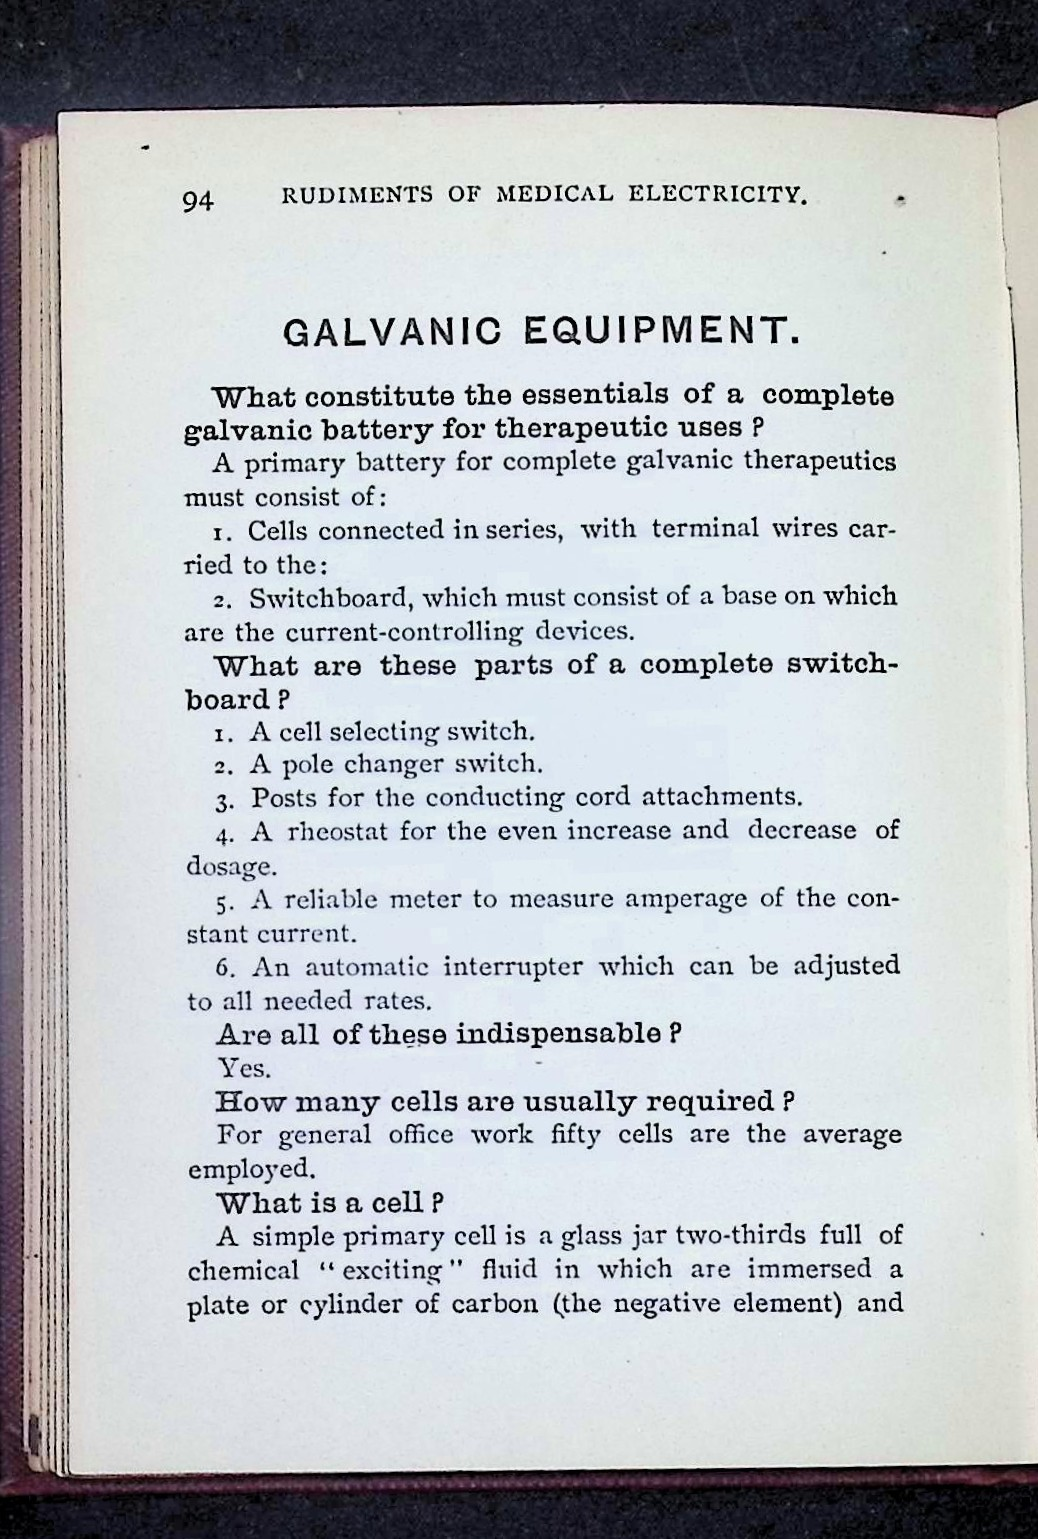 94 RUDIMENTS OF MEDICAL ELECTRICITY.
GALVANIC EQUIPMENT.
What constitute the essentials of a complete
galvanic battery for therapeutic uses ?
A primary battery for complete galvanic therapeutics
must consist of:
1. Cells connected in series, with terminal wires car-
ried to the:
2. Switchboard, which must consist of a base on which
are the current-controlling devices.
What are these parts of a complete switch-
board ?
1. A cell selecting switch.
2. A pole changer switch.
3. Posts for the conducting cord attachments.
4. A rheostat for the even increase and decrease of
dosage.
5. A reliable meter to measure amperage of the con-
stant current.
6. An automatic interrupter which can be adjusted
to all needed rates.
Are all of these indispensable ?
Yes.
How many cells are usually required ?
For general office work fifty cells are the average
employed.
What is a cell ?
A simple primary cell is a glass jar two-thirds full of
chemical “ exciting ” fluid in which are immersed a
plate or cylinder of carbon (the negative element) and